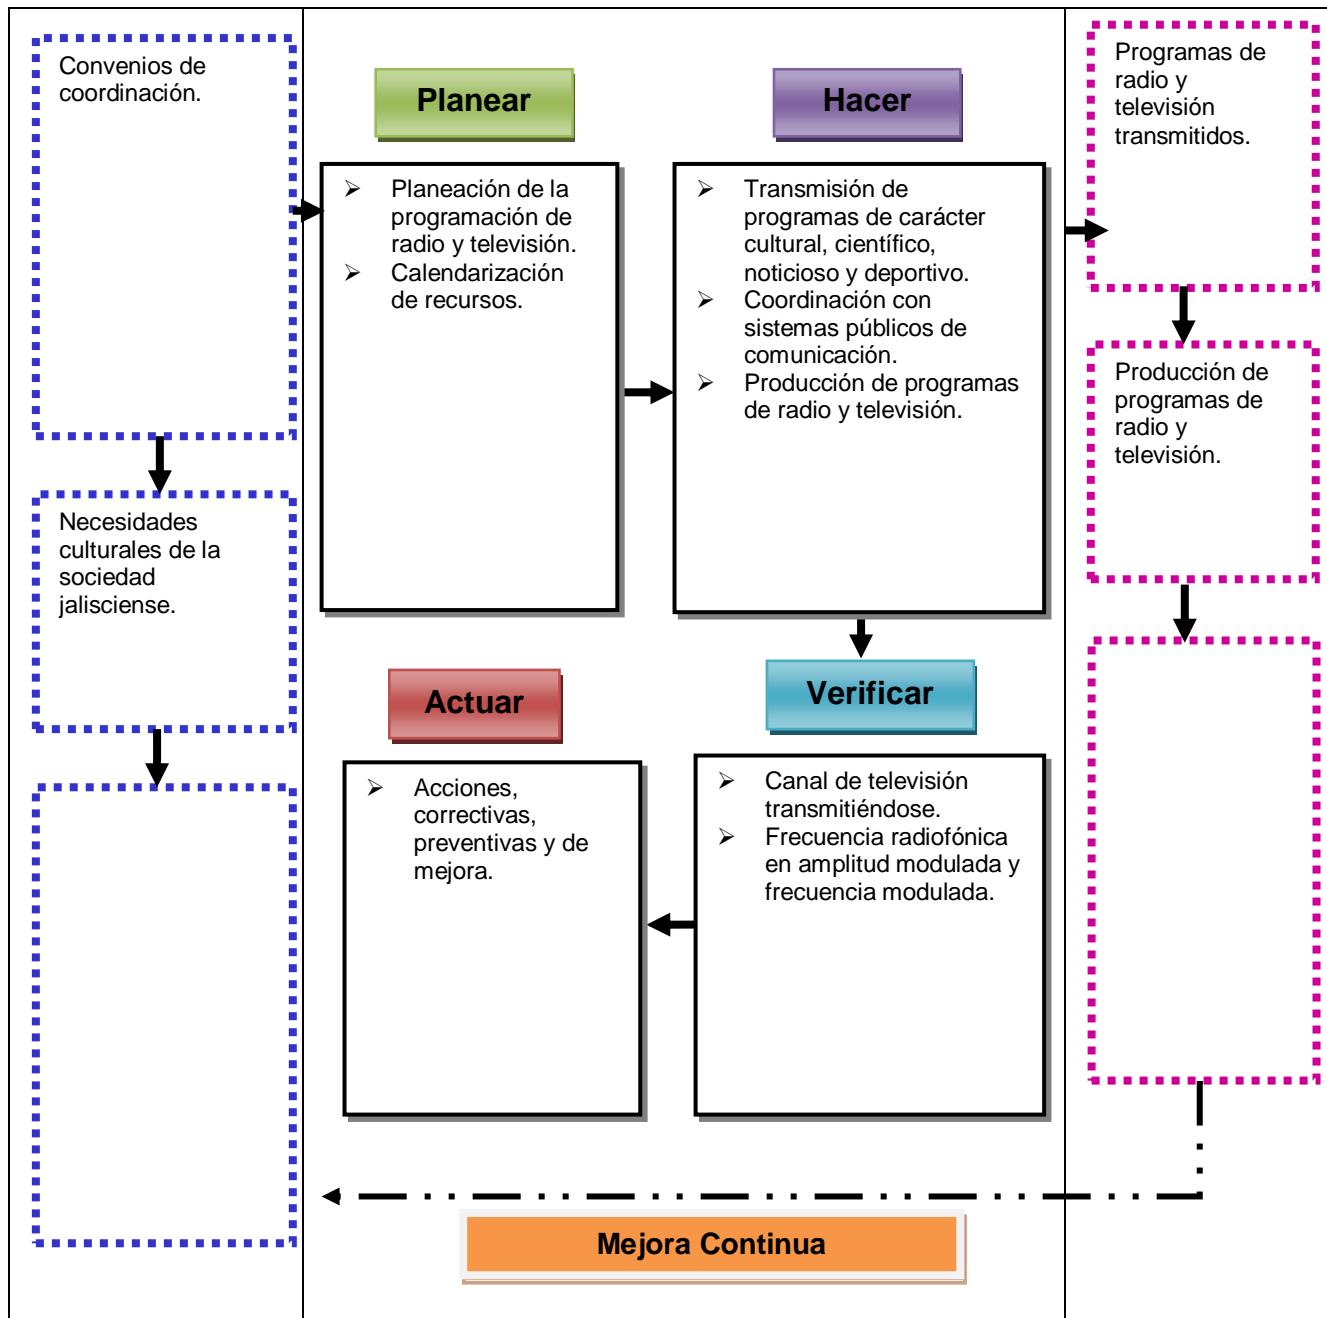 Convenios de
coordinación.
Necesidades
culturales de la
sociedad
jalisciense.
Planear
➢ Planeación de la
programación de
radio y televisión.
➢ Calendarización
de recursos.
Hacer
➢ Transmisión de
programas de carácter
cultural, científico,
noticioso y deportivo.
➢ Coordinación con
sistemas públicos de
comunicación.
➢ Producción de programas
de radio y televisión.
Verificar
➢ Canal de televisión
transmitiéndose.
➢ Frecuencia radiofónica
en amplitud modulada y
frecuencia modulada.
Actuar
➢ Acciones,
correctivas,
preventivas y de
mejora.
Programas de
radio y
televisión
transmitidos.
Producción de
programas de
radio y
televisión.
Mejora Continua